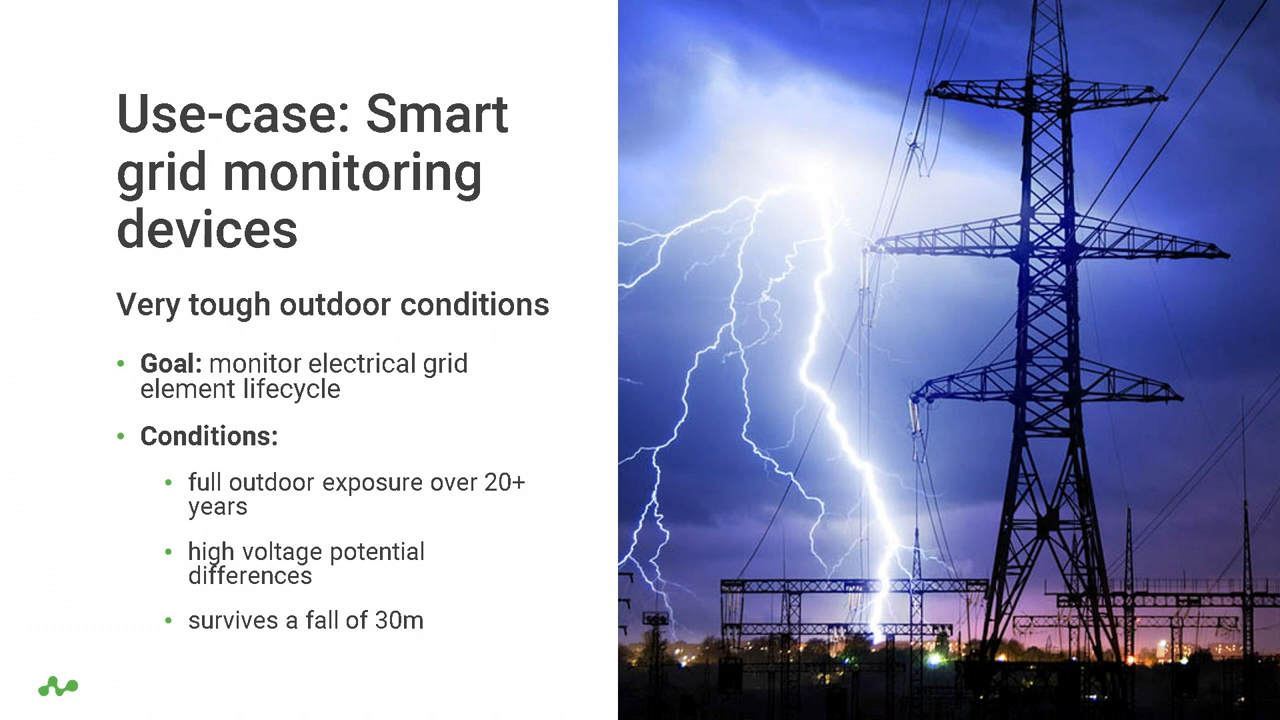 Use-case: Smart
grid monitoring
devices
Very tough outdoor conditions
• Goal: monitor electrical grid
element lifecycle
• Conditions:
• full outdoor exposure over 20+
years
• high voltage potential
differences
• survives a fall of 30m